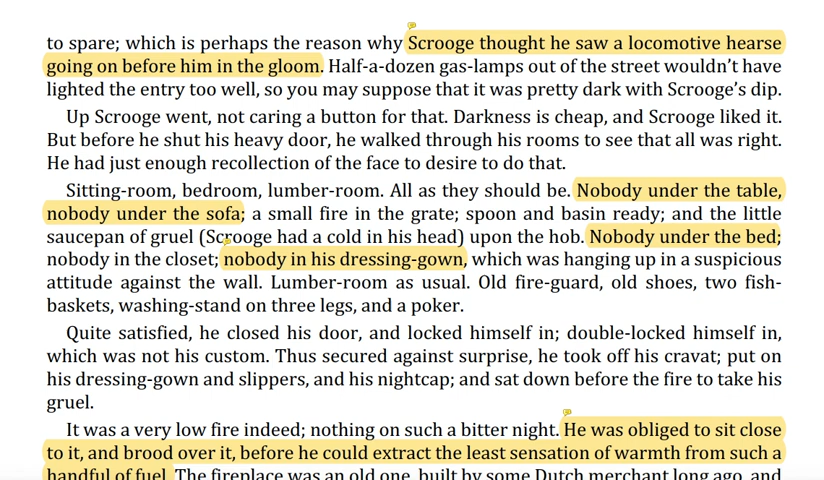 to spare; which is perhaps the reason why Scrooge thought he saw a locomotive hearse
going on before him in the gloom. Half-a-dozen gas-lamps out of the street wouldn’t have
lighted the entry too well, so you may suppose that it was pretty dark with Scrooge’s dip.
Up Scrooge went, not caring a button for that. Darkness is cheap, and Scrooge liked it.
But before he shut his heavy door, he walked through his rooms to see that all was right.
He had just enough recollection of the face to desire to do that.
Sitting-room, bedroom, lumber-room. All as they should be. Nobody under the table,
nobody under the sofa; a small fire in the grate; spoon and basin ready; and the little
saucepan of gruel (Scrooge had a cold in his head) upon the hob. Nobody under the bed;
nobody in the closet; nobody in his dressing-gown, which was hanging up in a suspicious
attitude against the wall. Lumber-room as usual. Old fire-guard, old shoes, two fish-
baskets, washing-stand on three legs, and a poker.
Quite satisfied, he closed his door, and locked himself in; double-locked himself in,
which was not his custom. Thus secured against surprise, he took off his cravat; put on
his dressing-gown and slippers, and his nightcap; and sat down before the fire to take his
gruel.
It was a very low fire indeed; nothing on such a bitter night. He was obliged to sit close
to it, and brood over it, before he could extract the least sensation of warmth from such a
handful of fuel. The fireplace was an old one, built by some Dutch merchant long ago, and